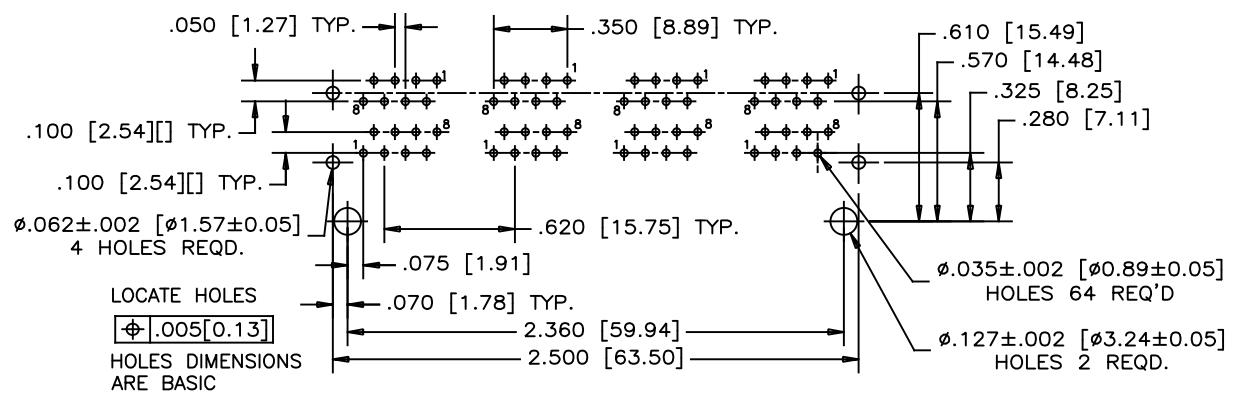 .050 [1.27] TYP.
.350 [8.89] TYP.
.610 [15.49]
.570 [14.48]
.325 [8.25]
.280 [7.11]
1
1
1
1
8
8
8
8
.100 [2.54][] TYP.
8
8
8
8
1
1
1
1
.100 [2.54][] TYP.
ø.062±.002 [ø1.57±0.05]
4 HOLES REQD.
.620 [15.75] TYP.
.075 [1.91]
ø.035±.002 [ø0.89±0.05]
HOLES 64 REQ'D
LOCATE HOLES
.070 [1.78] TYP.
.005[0.13]
2.360 [59.94]
ø.127±.002 [ø3.24±0.05]
HOLES 2 REQD.
2.500 [63.50]
HOLES DIMENSIONS
ARE BASIC